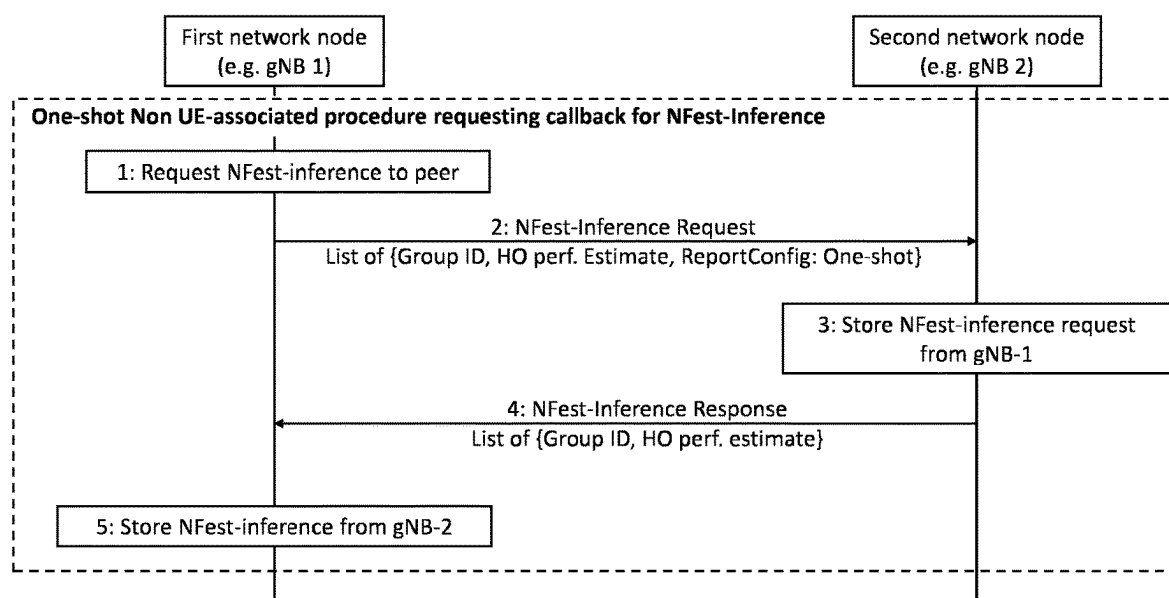 First network node
(e.g. gNB 1)
Second network node
(e.g. gNB 2)
One-shot Non UE-associated procedure requesting callback for NFest-Inference
1: Request NFest-inference to peer
2: NFest-Inference Request
List of {Group ID, HO perf. Estimate, ReportConfig: One-shot}
3: Store NFest-inference request
from gNB-1
4: NFest-Inference Response
List of {Group ID, HO perf. estimate}
5: Store NFest-inference from gNB-2